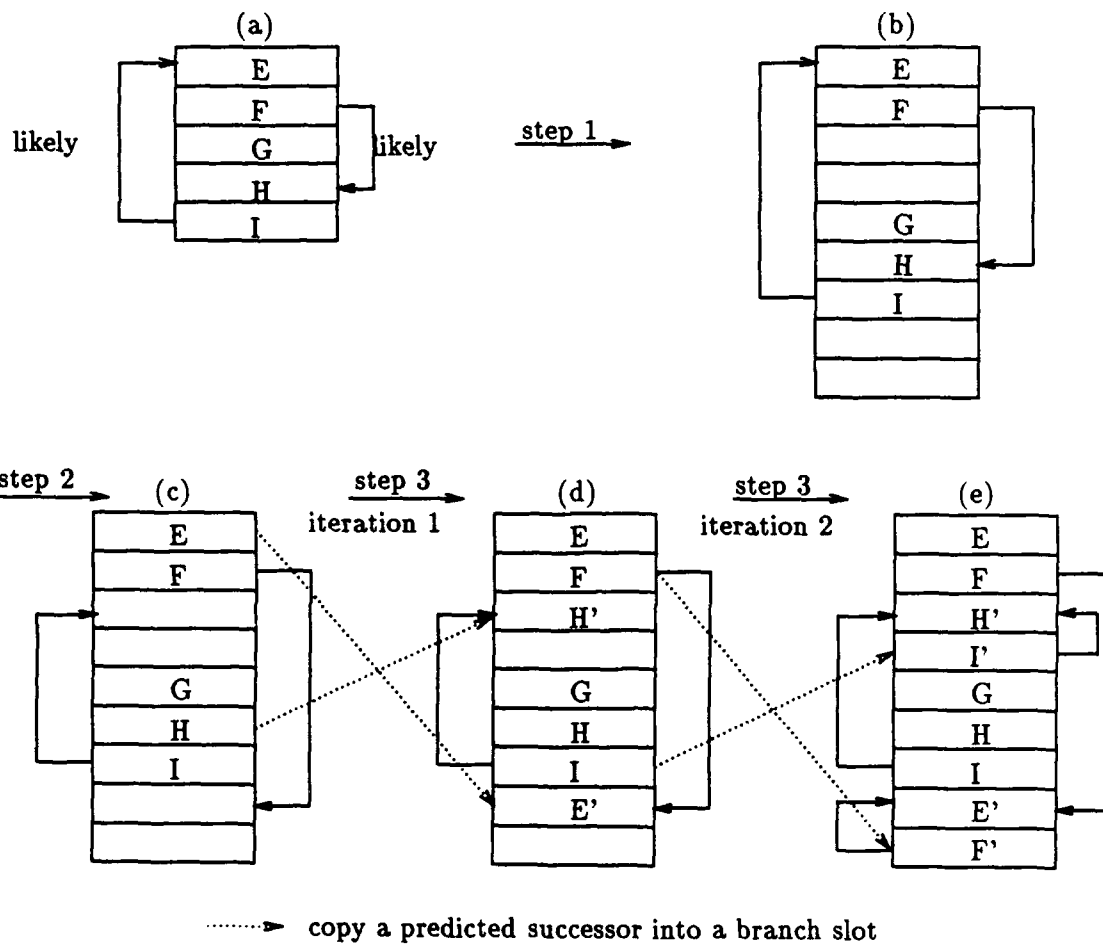 (a)
E
F
G
H
I
likely
likely
step 1
(b)
E
F
G
H
I
step 2
(c)
E
F
G
H
I
step 3
iteration 1
(d)
E
F
H'
G
H
I
E'
step 3
iteration 2
(e)
E
F
H'
I'
G
H
I
E'
F'
copy a predicted successor into a branch slot